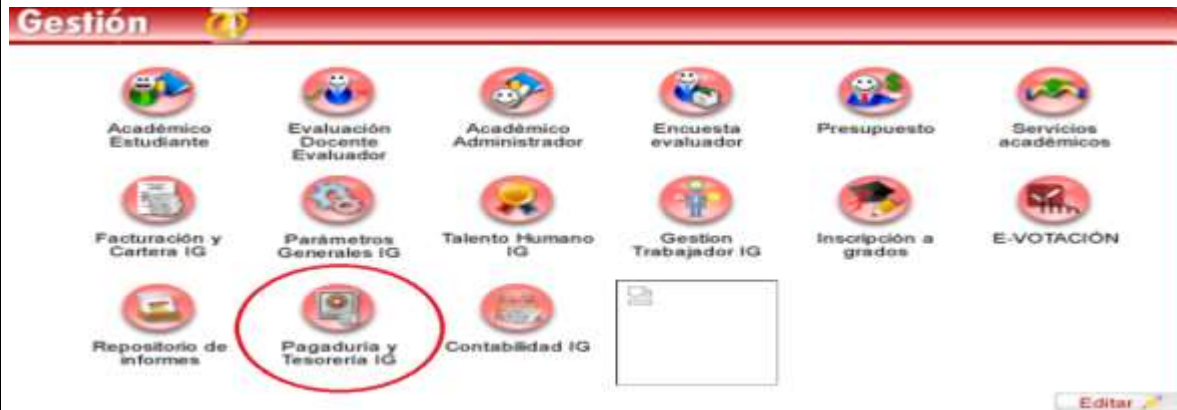 Gestión
Académico
Estudiante
Evaluación
Docente
Evaluador
Académico
Administrador
Encuesta
evaluador
Presupuesto
Servicios
académicos
Facturación y
Cartera IG
Parámetros
Generales IG
Talento Humano
IG
Gestion
Trabajador IG
Inscripción a
grados
E-VOTACIÓN
Repositorio de
informes
Pagaduría y
Tesorería IG
Contabilidad IG
Editar